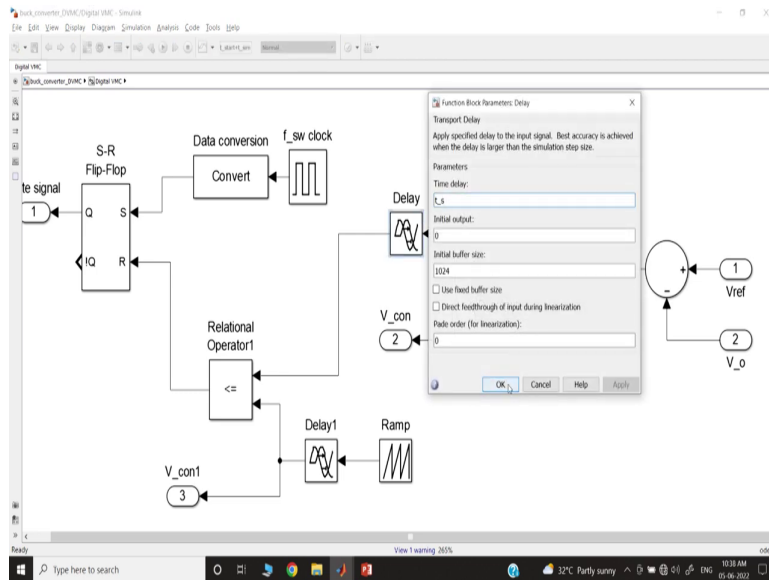 buck_converter_DVMC/Digital VMC - Simulink
File Edit View Display Diagram Simulation Analysis Code Tools Help
Normal
Digital VMC
buck_converter_DVMC Digital VMC
S-R
Flip-Flop
Data conversion
f_sw clock
te signal
Convert
1
Q
S
!Q
R
Delay
Function Block Parameters: Delay
Transport Delay
Apply specified delay to the input signal. Best accuracy is achieved
when the delay is larger than the simulation step size.
Parameters
Time delay:
t_s
Initial output:
0
Initial buffer size:
1024
Use fixed buffer size
Direct feedthrough of input during linearization
Pade order (for linearization):
0
OK
Cancel
Help
Apply
+
−
1
Vref
2
V_o
V_con
2
Relational
Operator1
<=
Delay1
Ramp
V_con1
3
Ready
View 1 warning 265%
ode
Type here to search
32°C Partly sunny
ENG
10:38 AM
05-06-2022